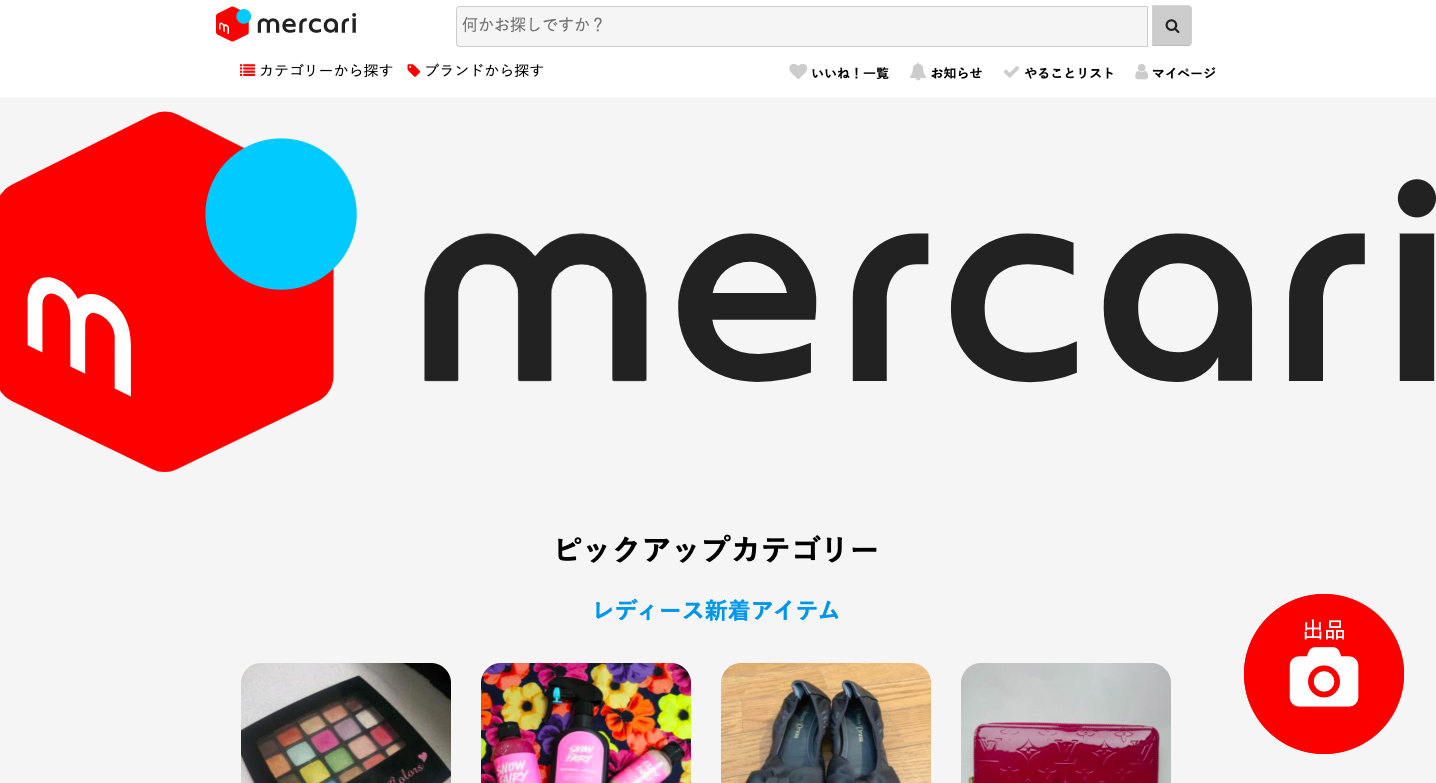 m mercari
何かお探しですか？
カテゴリーから探す ブランドから探す
いいね！一覧 お知らせ やることリスト マイページ
m mercari
ピックアップカテゴリー
レディース新着アイテム
出品
SNOW FAIRY
SNOW FAIRY